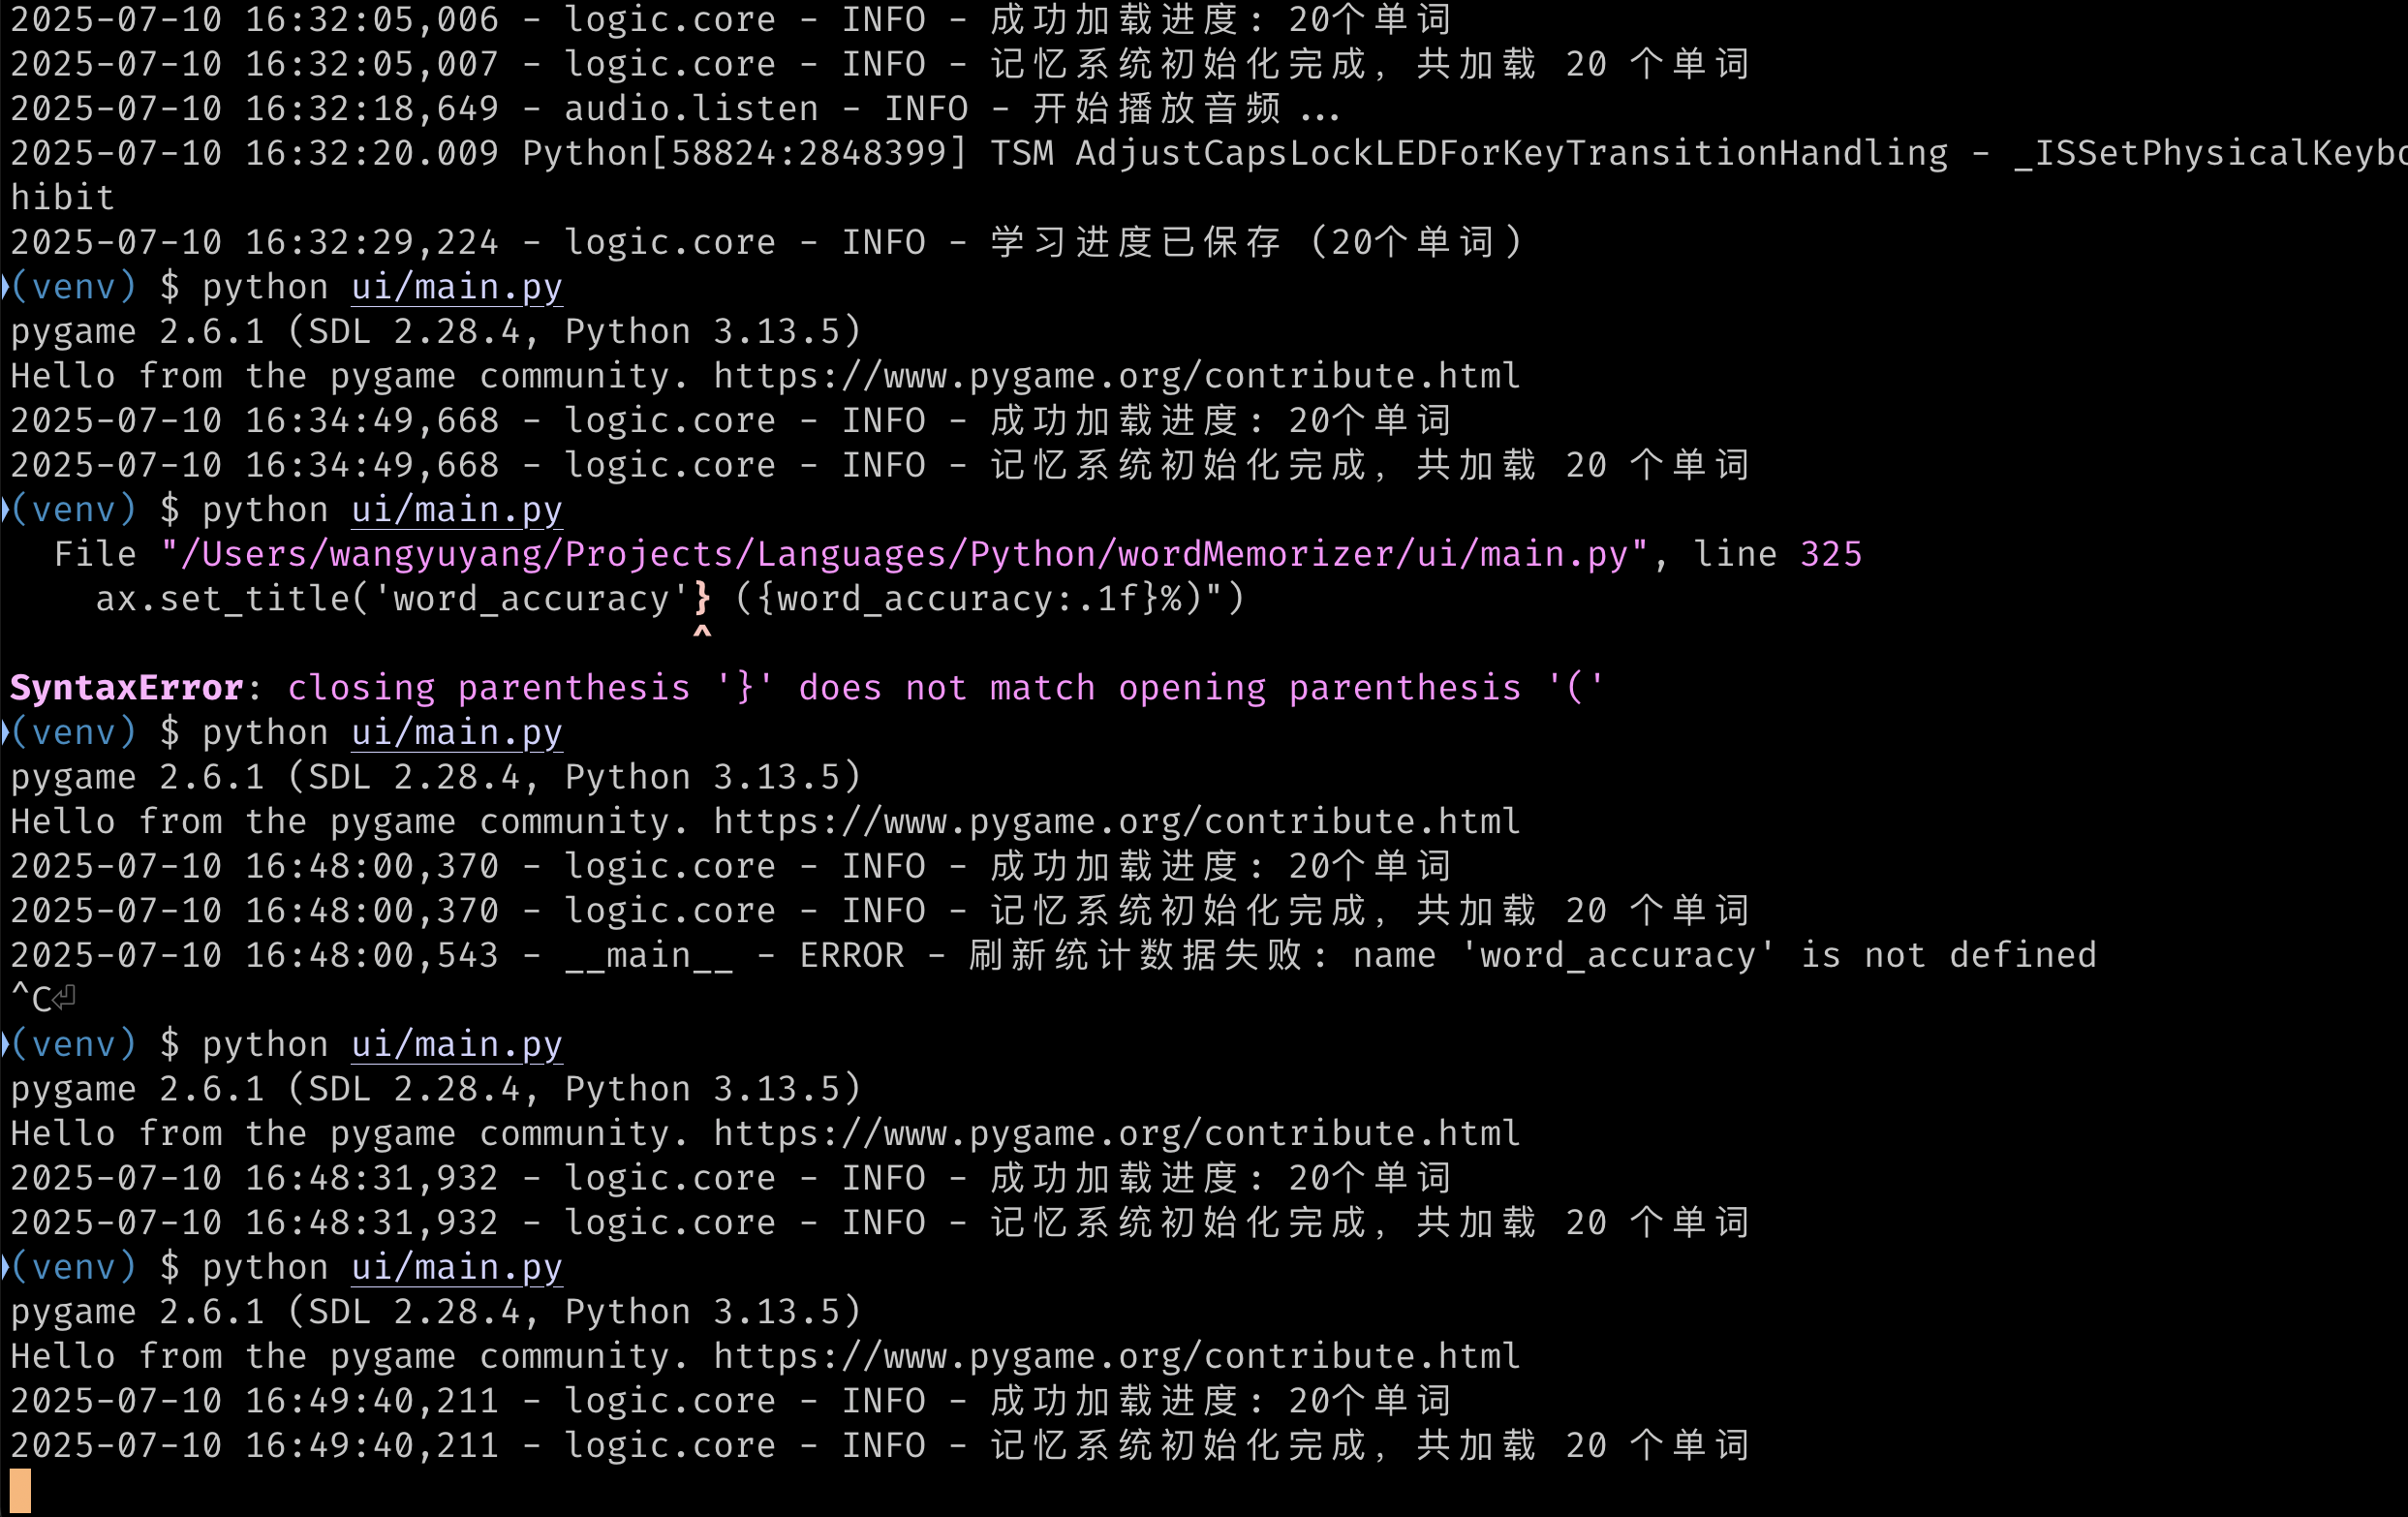 2025-07-10 16:32:05,006 - logic.core - INFO - 成功加载进度: 20个单词
2025-07-10 16:32:05,007 - logic.core - INFO - 记忆系统初始化完成, 共加载 20 个单词
2025-07-10 16:32:18,649 - audio.listen - INFO - 开始播放音频...
2025-07-10 16:32:20.009 Python[58824:2848399] TSM AdjustCapsLockLEDForKeyTransitionHandling - _ISSetPhysicalKeybo
hibit
2025-07-10 16:32:29,224 - logic.core - INFO - 学习进度已保存 (20个单词)
(venv) $ python ui/main.py
pygame 2.6.1 (SDL 2.28.4, Python 3.13.5)
Hello from the pygame community. https://www.pygame.org/contribute.html
2025-07-10 16:34:49,668 - logic.core - INFO - 成功加载进度: 20个单词
2025-07-10 16:34:49,668 - logic.core - INFO - 记忆系统初始化完成, 共加载 20 个单词
(venv) $ python ui/main.py
  File "/Users/wangyuyang/Projects/Languages/Python/wordMemorizer/ui/main.py", line 325
    ax.set_title('word_accuracy'} ({word_accuracy:.1f}%)")
                                ^
SyntaxError: closing parenthesis '}' does not match opening parenthesis '('
(venv) $ python ui/main.py
pygame 2.6.1 (SDL 2.28.4, Python 3.13.5)
Hello from the pygame community. https://www.pygame.org/contribute.html
2025-07-10 16:48:00,370 - logic.core - INFO - 成功加载进度: 20个单词
2025-07-10 16:48:00,370 - logic.core - INFO - 记忆系统初始化完成, 共加载 20 个单词
2025-07-10 16:48:00,543 - __main__ - ERROR - 刷新统计数据失败: name 'word_accuracy' is not defined
^C⏎
(venv) $ python ui/main.py
pygame 2.6.1 (SDL 2.28.4, Python 3.13.5)
Hello from the pygame community. https://www.pygame.org/contribute.html
2025-07-10 16:48:31,932 - logic.core - INFO - 成功加载进度: 20个单词
2025-07-10 16:48:31,932 - logic.core - INFO - 记忆系统初始化完成, 共加载 20 个单词
(venv) $ python ui/main.py
pygame 2.6.1 (SDL 2.28.4, Python 3.13.5)
Hello from the pygame community. https://www.pygame.org/contribute.html
2025-07-10 16:49:40,211 - logic.core - INFO - 成功加载进度: 20个单词
2025-07-10 16:49:40,211 - logic.core - INFO - 记忆系统初始化完成, 共加载 20 个单词